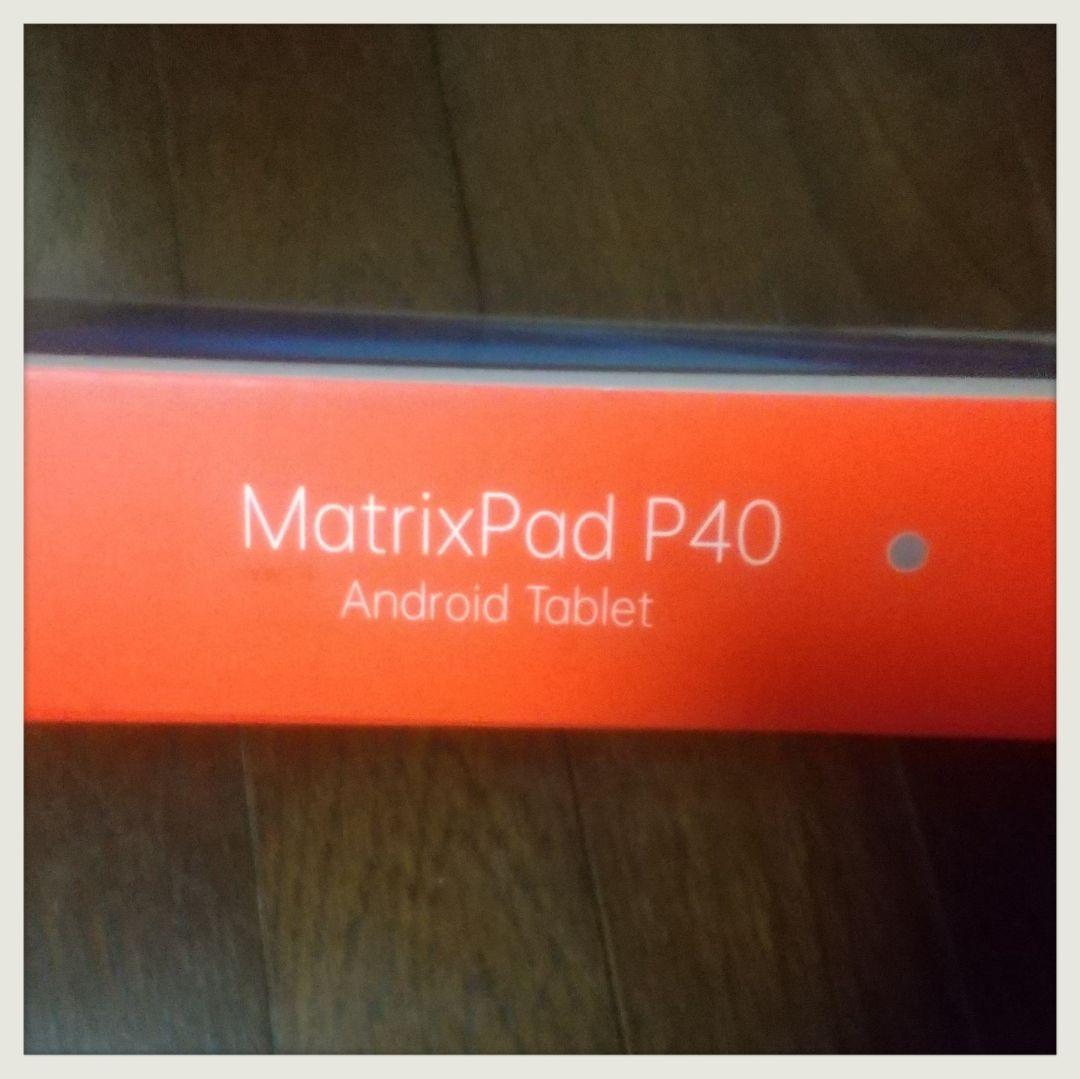 MatrixPad P40
Android Tablet